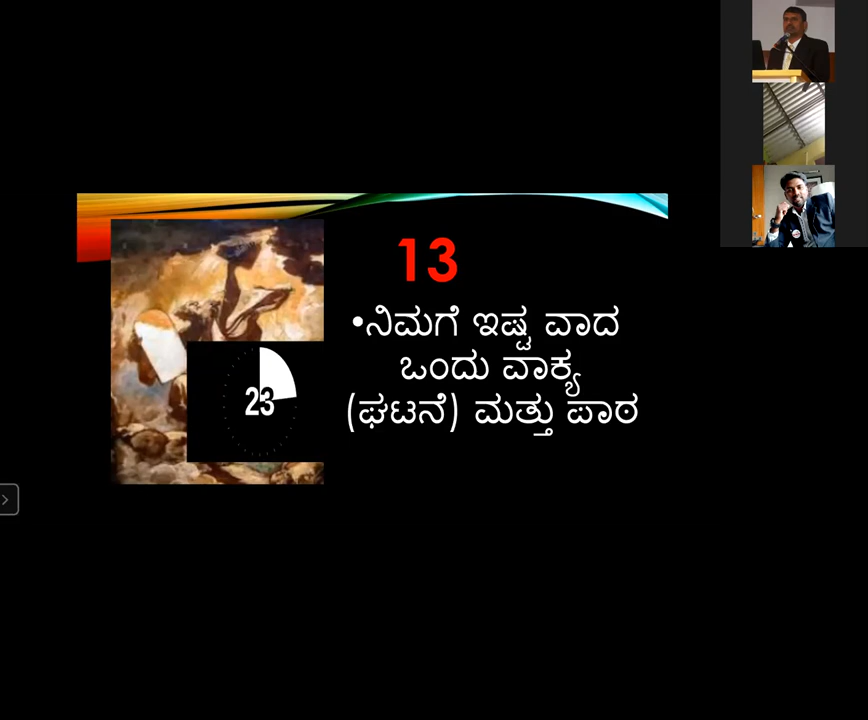 13
•ನಿಮಗೆ ಇಷ್ಟ ವಾದ
ಒಂದು ವಾಕ್ಯ
(ಘಟನೆ) ಮತ್ತು ಪಾಠ
23